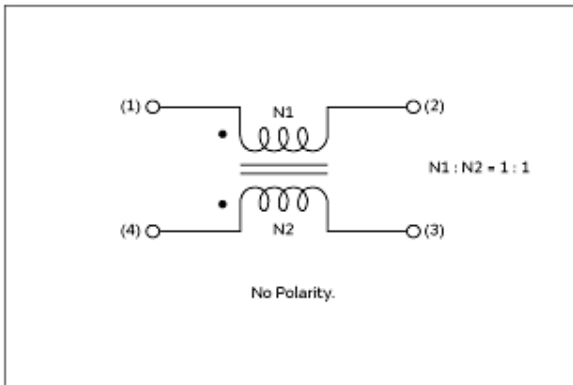 (1)
N1
(2)
N1 : N2 = 1 : 1
(4)
N2
(3)
No Polarity.